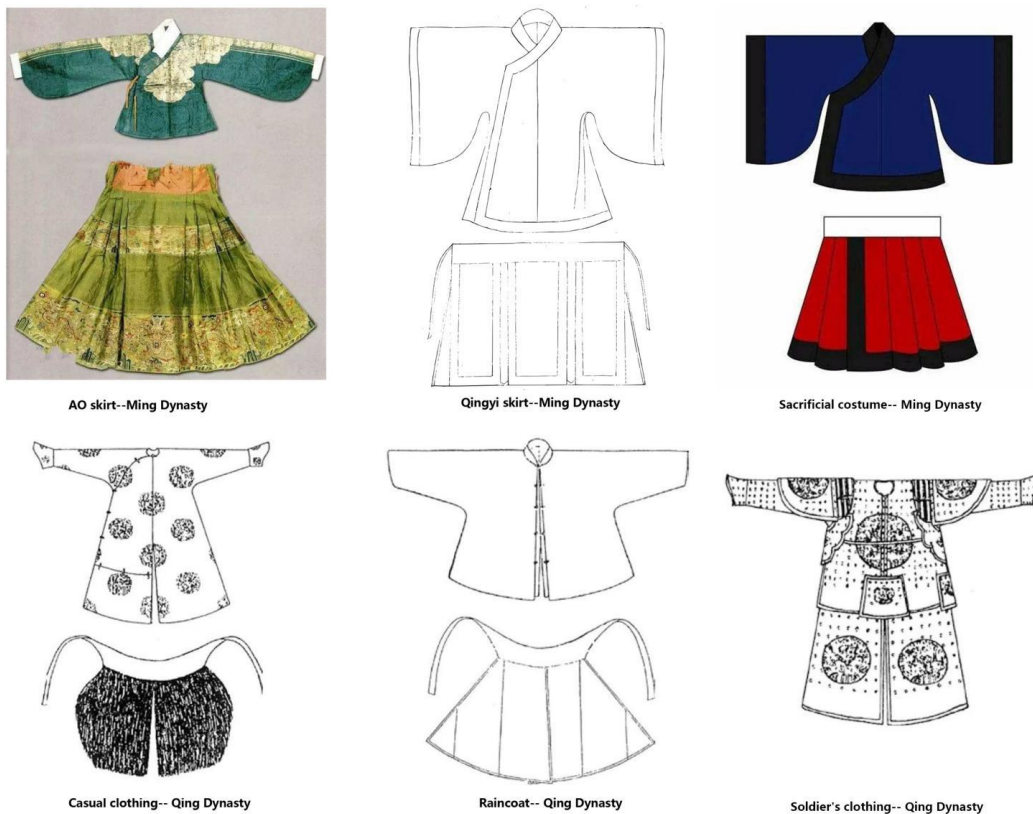 AO skirt--Ming Dynasty
Qingyi skirt--Ming Dynasty
Sacrificial costume-- Ming Dynasty
Casual clothing-- Qing Dynasty
Raincoat-- Qing Dynasty
Soldier's clothing-- Qing Dynasty